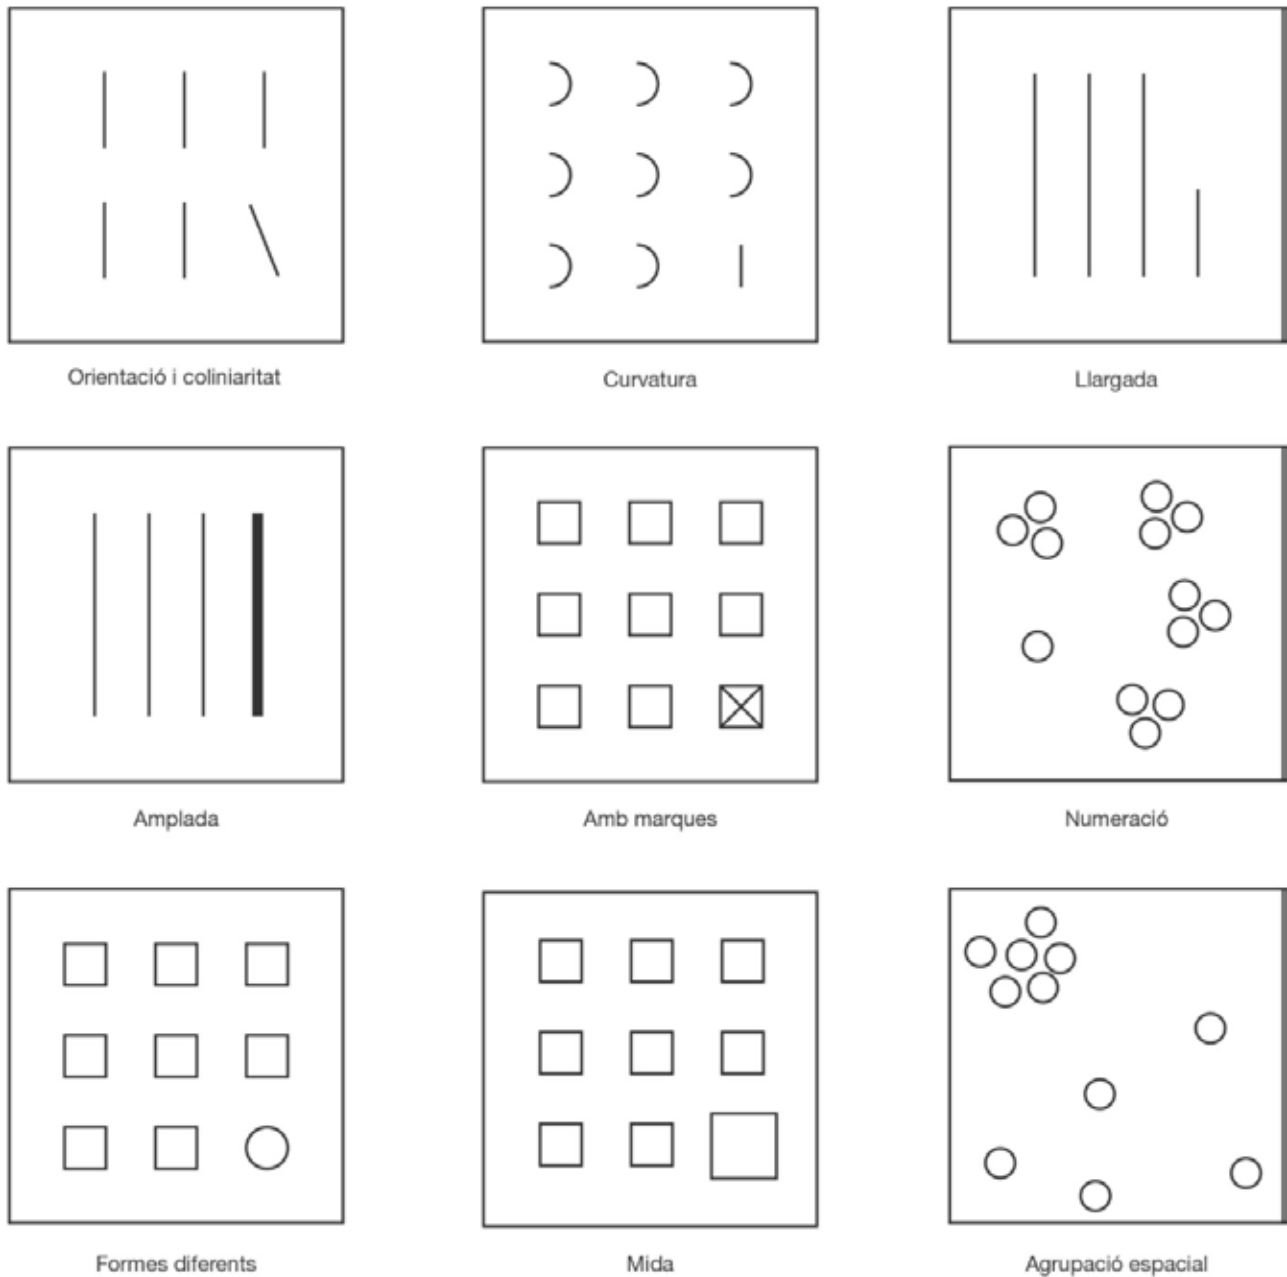 Orientació i coliniaritat
Curvatura
Llargada
Amplada
Amb marques
Numeració
Formes diferents
Mida
Agrupació espacial